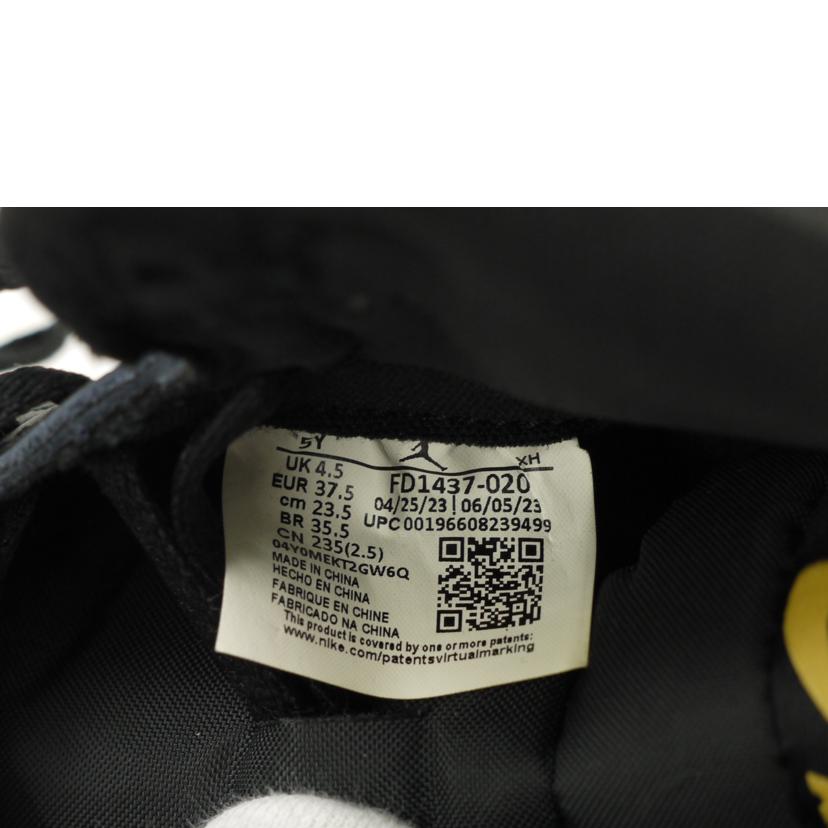 5Y
UK 4.5
EUR 37.5
cm 23.5
BR 35.5
CN 235(2.5)
04Y0MEKT2GW6Q
MADE IN CHINA
HECHO EN CHINA
FABRIQUE EN CHINE
FABRICADO NA CHINA
XH
FD1437-020
04/25/23 | 06/05/23
UPC 00196608239499
This product is covered by one or more patents:
www.nike.com/patentsvirtualmarking